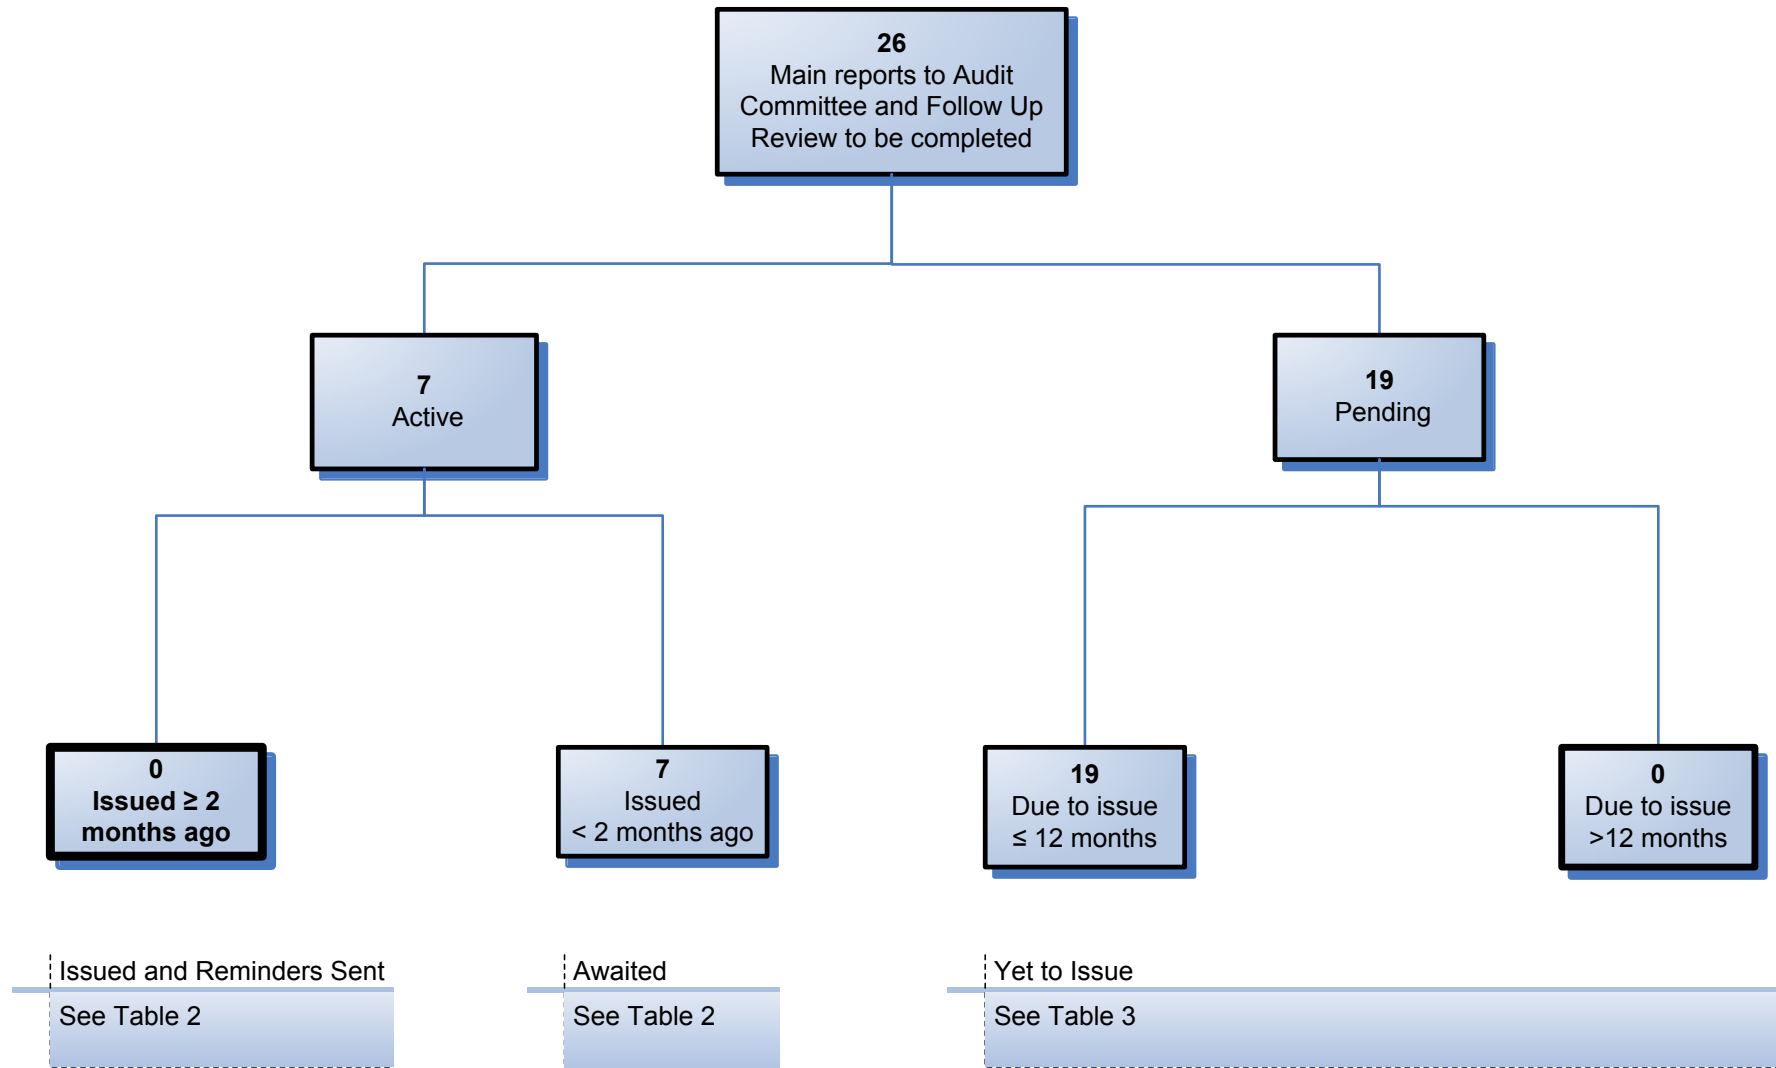 26
Main reports to Audit
Committee and Follow Up
Review to be completed
7
Active
19
Pending
0
Issued ≥ 2
months ago
7
Issued
< 2 months ago
19
Due to issue
≤ 12 months
0
Due to issue
>12 months
Issued and Reminders Sent
See Table 2
Awaited
See Table 2
Yet to Issue
See Table 3